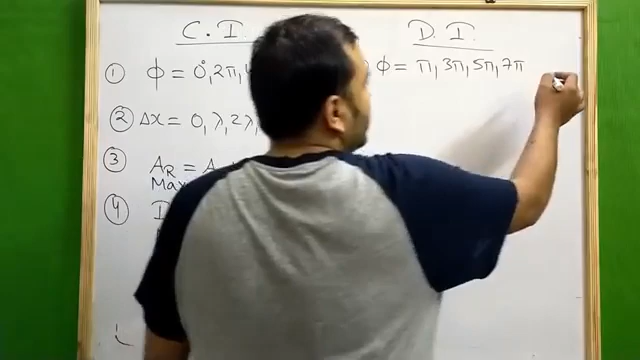 C. I. D. I.
① ϕ = 0°, 2π, ϕ = π, 3π, 5π, 7π
② Δx = 0, λ, 2λ,
③ A_R = A
Max
④